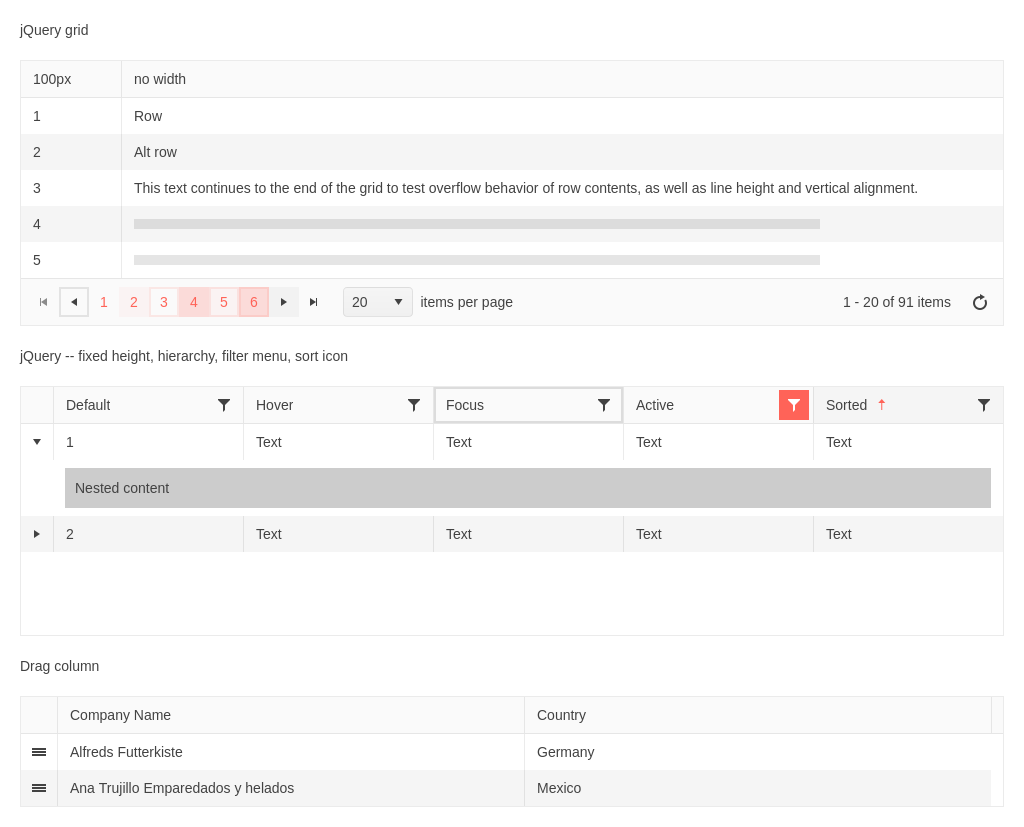 jQuery grid
100px no width
1 Row
2 Alt row
3 This text continues to the end of the grid to test overflow behavior of row contents, as well as line height and vertical alignment.
4
5
1 2 3 4 5 6 20 items per page 1 - 20 of 91 items
jQuery -- fixed height, hierarchy, filter menu, sort icon
Default Hover Focus Active Sorted
1 Text Text Text Text
Nested content
2 Text Text Text Text
Drag column
Company Name Country
Alfreds Futterkiste Germany
Ana Trujillo Emparedados y helados Mexico